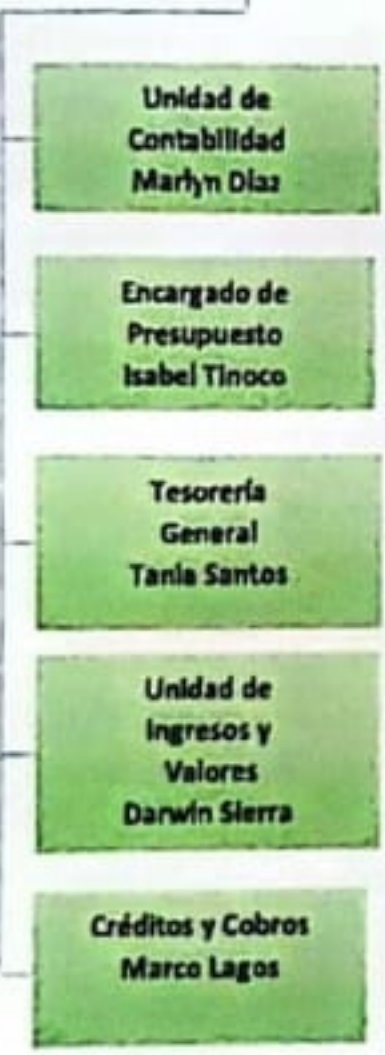 Unidad de
Contabilidad
Marlyn Diaz
Encargado de
Presupuesto
Isabel Tinoco
Tesorería
General
Tania Santos
Unidad de
Ingresos y
Valores
Darwin Sierra
Créditos y Cobros
Marco Lagos